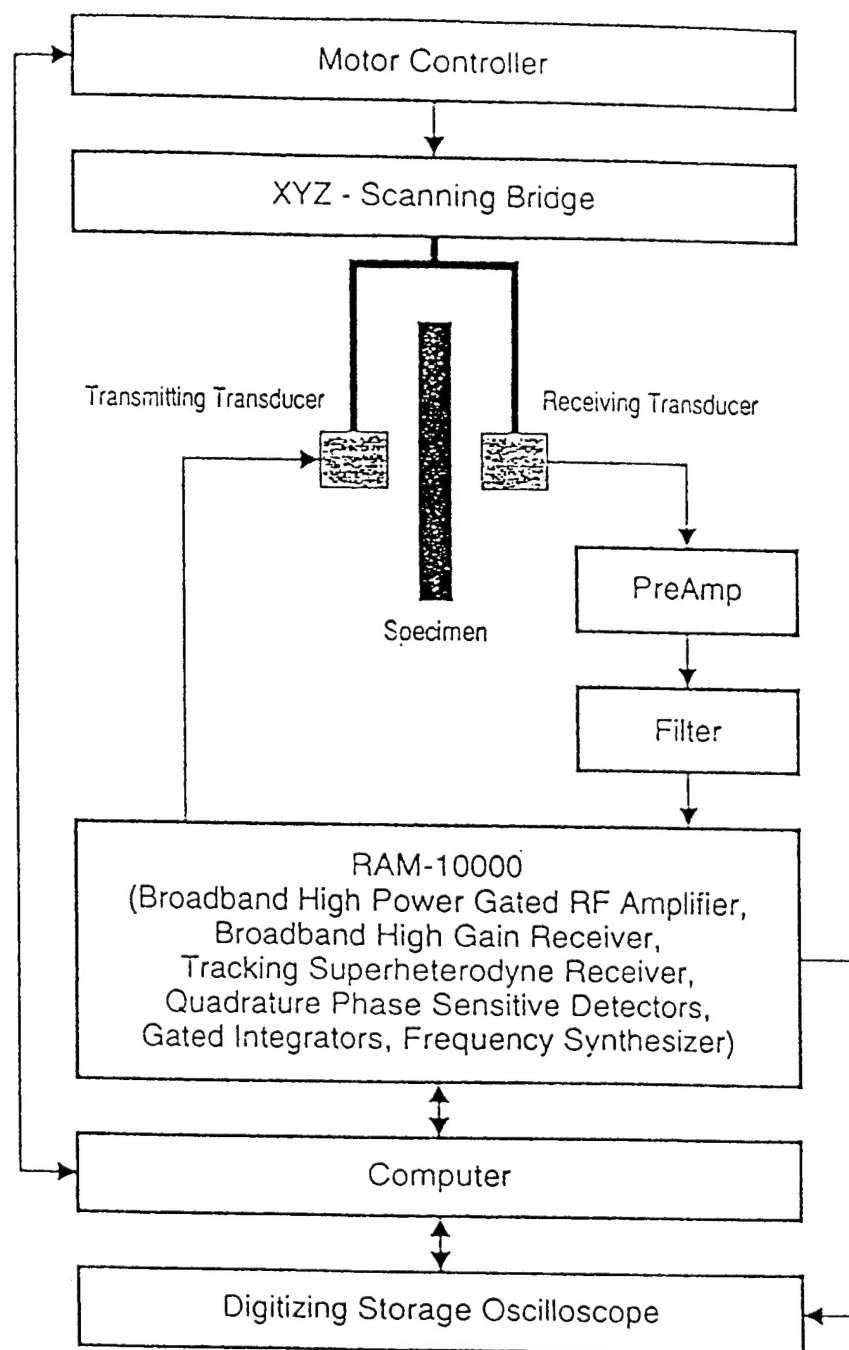 Motor Controller
XYZ - Scanning Bridge
Transmitting Transducer
Receiving Transducer
PreAmp
Specimen
Filter
RAM-10000
(Broadband High Power Gated RF Amplifier,
Broadband High Gain Receiver,
Tracking Superheterodyne Receiver,
Quadrature Phase Sensitive Detectors,
Gated Integrators, Frequency Synthesizer)
Computer
Digitizing Storage Oscilloscope